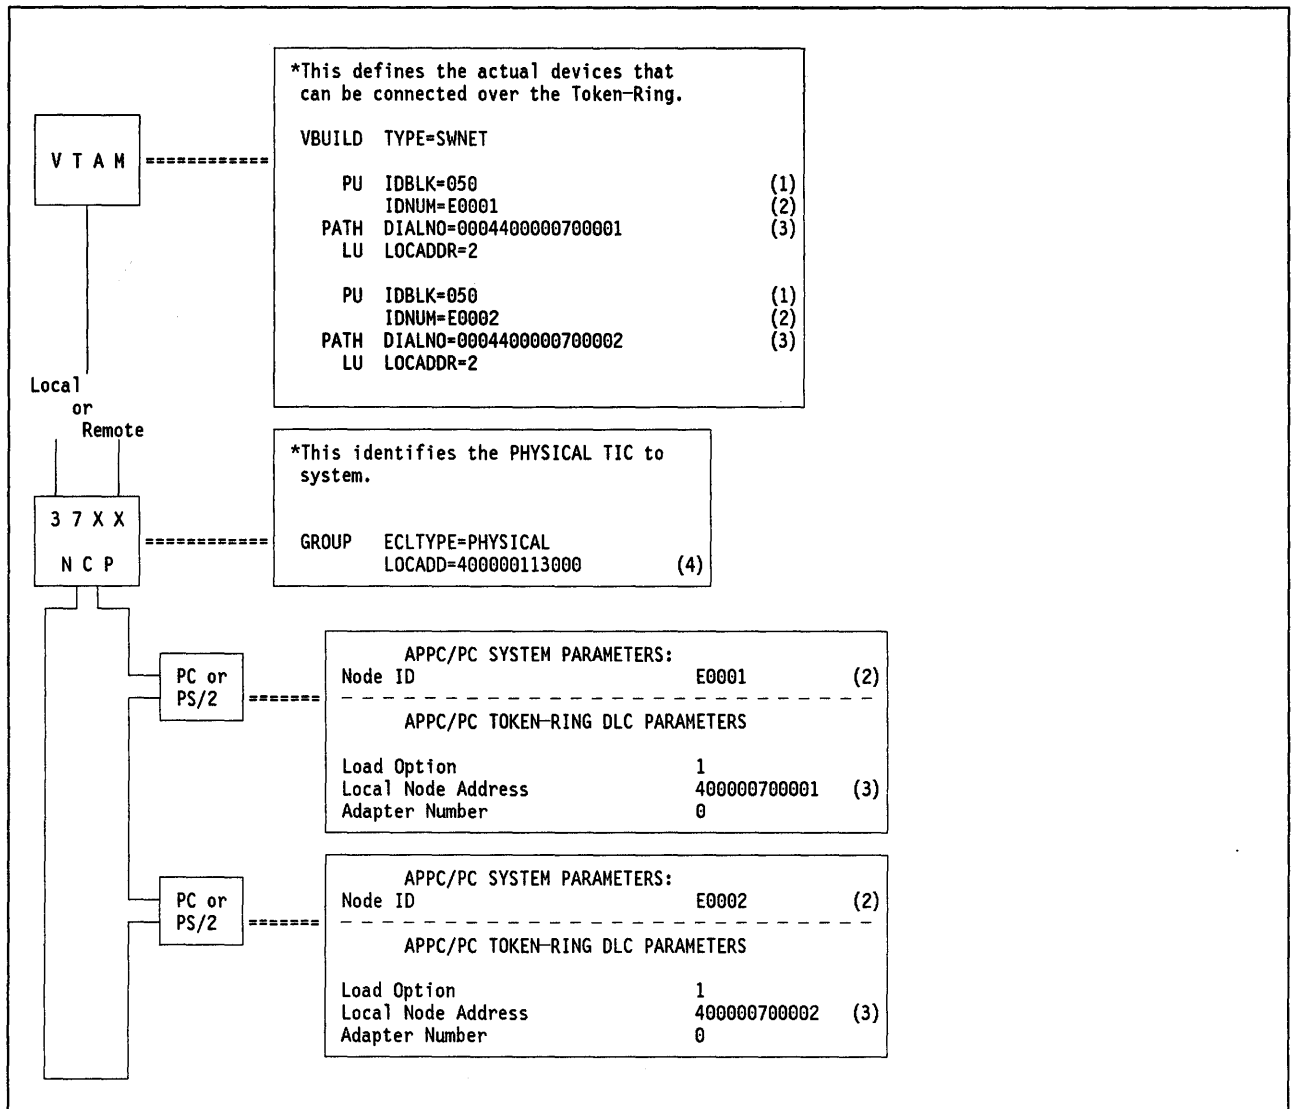 *This defines the actual devices that
can be connected over the Token-Ring.
V T A M ============
VBUILD TYPE=SWNET
PU IDBLK=050 (1)
IDNUM=E0001 (2)
PATH DIALNO=0004400000700001 (3)
LU LOCADDR=2
PU IDBLK=050 (1)
IDNUM=E0002 (2)
PATH DIALNO=0004400000700002 (3)
LU LOCADDR=2
Local
or
Remote
*This identifies the PHYSICAL TIC to
system.
3 7 X X
N C P ============
GROUP ECLTYPE=PHYSICAL
LOCADD=400000113000 (4)
PC or
PS/2 =======
APPC/PC SYSTEM PARAMETERS:
Node ID E0001 (2)
APPC/PC TOKEN-RING DLC PARAMETERS
Load Option 1
Local Node Address 400000700001 (3)
Adapter Number 0
PC or
PS/2 =======
APPC/PC SYSTEM PARAMETERS:
Node ID E0002 (2)
APPC/PC TOKEN-RING DLC PARAMETERS
Load Option 1
Local Node Address 400000700002 (3)
Adapter Number 0